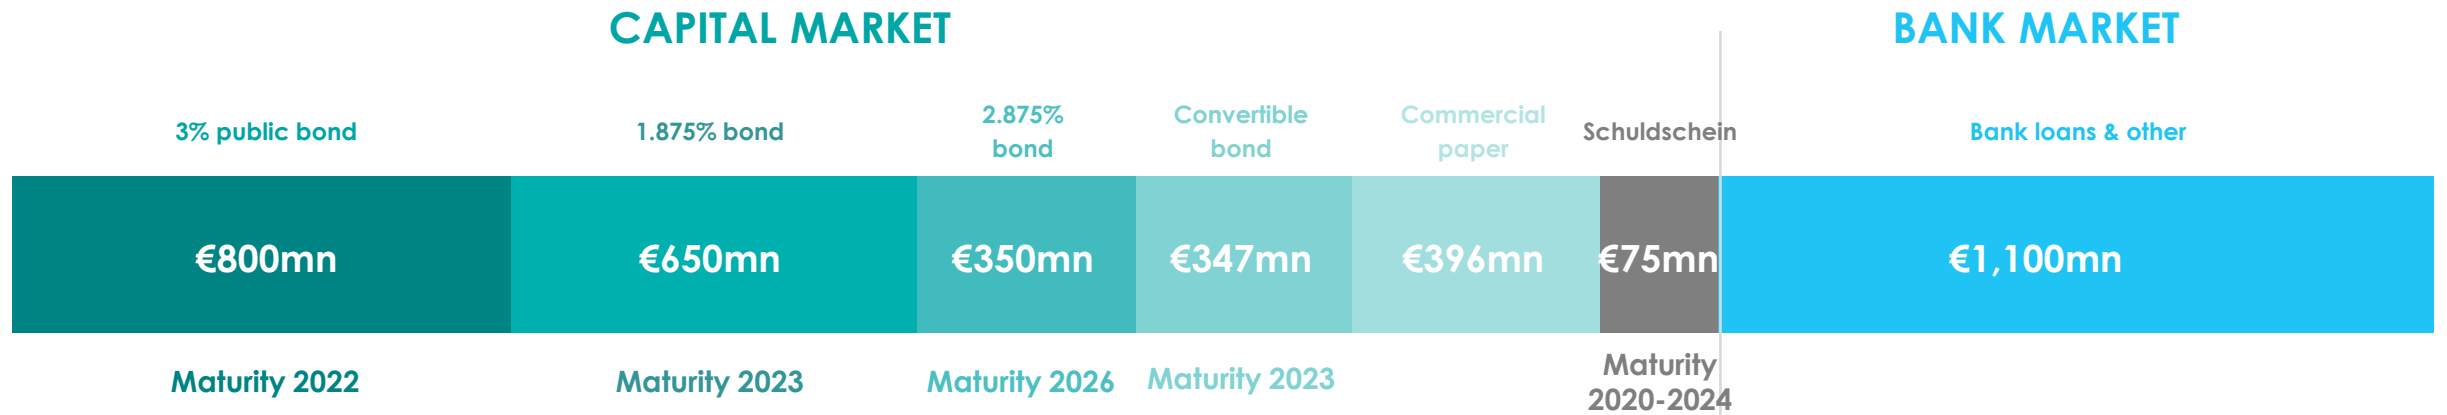 CAPITAL MARKET
BANK MARKET
3% public bond
1.875% bond
2.875%
bond
Convertible
bond
Commercial
paper
Schuldschein
Bank loans & other
€800mn
€650mn
€350mn
€347mn
€396mn
€75mn
€1,100mn
Maturity 2022
Maturity 2023
Maturity 2026
Maturity 2023
Maturity
2020-2024